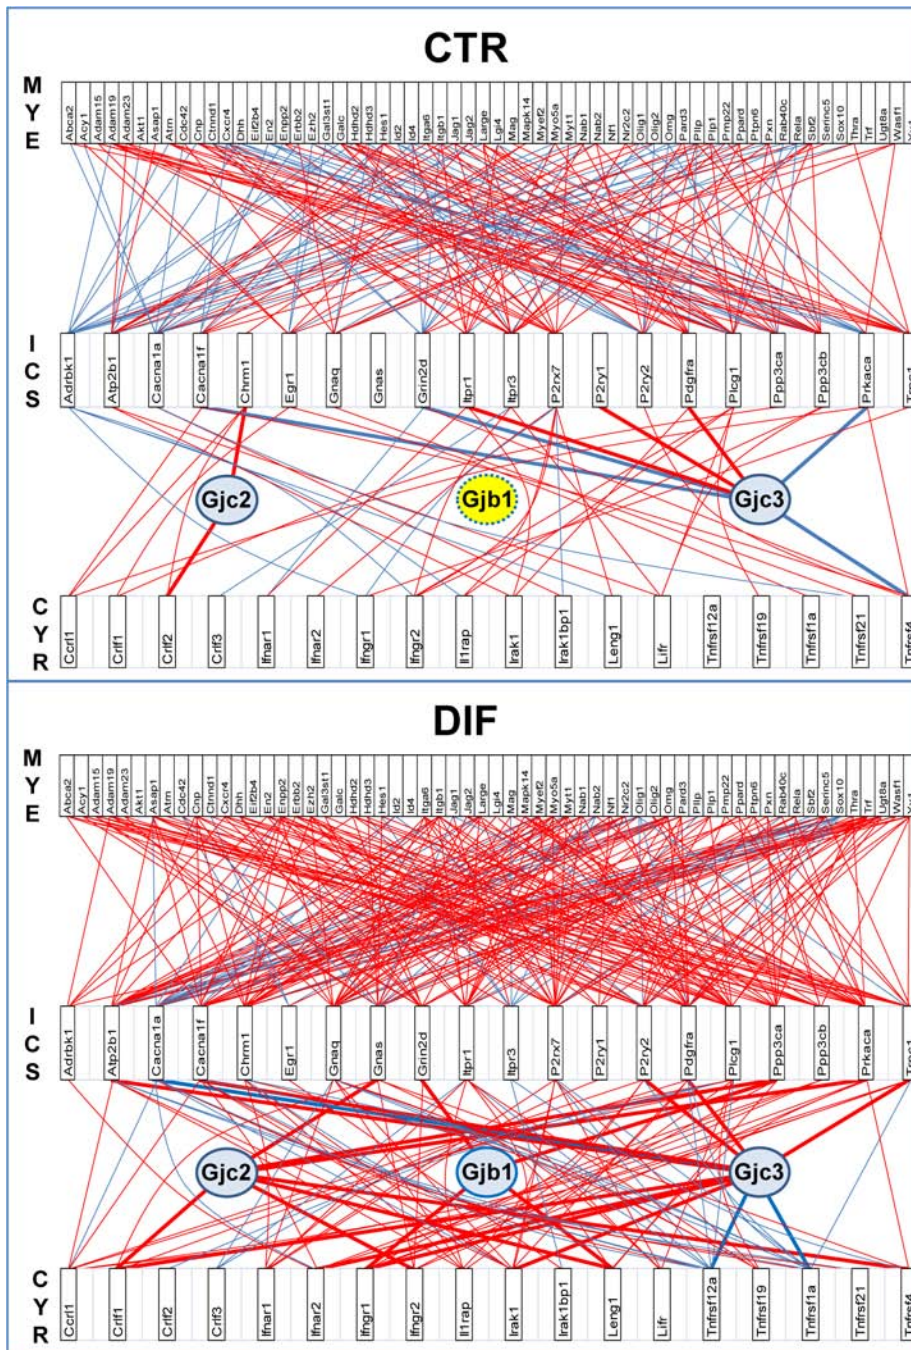 CTR
M
Y
E
Abca2
Acy1
Adam15
Adam19
Adam23
Akt1
Asap1
Atrn
Cdc42
Cnp
Ctnnd1
Cxcr4
Dhh
Eif2b4
En2
Enpp2
Erbb2
Ezh2
Gal3st1
Galc
Hdhd2
Hdhd3
Hes1
Id2
Id4
Itga6
Itgb1
Jag1
Jag2
Large
Lgi4
Mag
Mapk14
Myef2
Myo5a
Myt1
Nab1
Nab2
Nf1
Nr2c2
Olig1
Olig2
Omg
Pard3
Pllp
Plp1
Pmp22
Ppard
Ptpn6
Pxn
Rab40c
Rela
Sbf2
Serinc5
Sox10
Thra
Trf
Ugt8a
Wasf1
I
C
S
Adrbk1
Atp2b1
Cacna1a
Cacna1f
Chrm1
Egr1
Gnaq
Gnas
Grin2d
Itpr1
Itpr3
P2rx7
P2ry1
P2ry2
Pdgfra
Plcg1
Ppp3ca
Ppp3cb
Prkaca
Gjc2
Gjb1
Gjc3
C
Y
R
Ccrl1
Crlf1
Crlf2
Crlf3
Ifnar1
Ifnar2
Ifngr1
Ifngr2
Il1rap
Irak1
Irak1bp1
Leng1
Lifr
Tnfrsf12a
Tnfrsf19
Tnfrsf1a
Tnfrsf21
DIF
M
Y
E
Abca2
Acy1
Adam15
Adam19
Adam23
Akt1
Asap1
Atrn
Cdc42
Cnp
Ctnnd1
Cxcr4
Dhh
Eif2b4
En2
Enpp2
Erbb2
Ezh2
Gal3st1
Galc
Hdhd2
Hdhd3
Hes1
Id2
Id4
Itga6
Itgb1
Jag1
Jag2
Large
Lgi4
Mag
Mapk14
Myef2
Myo5a
Myt1
Nab1
Nab2
Nf1
Nr2c2
Olig1
Olig2
Omg
Pard3
Pllp
Plp1
Pmp22
Ppard
Ptpn6
Pxn
Rab40c
Rela
Sbf2
Serinc5
Sox10
Thra
Trf
Ugt8a
Wasf1
I
C
S
Adrbk1
Atp2b1
Cacna1a
Cacna1f
Chrm1
Egr1
Gnaq
Gnas
Grin2d
Itpr1
Itpr3
P2rx7
P2ry1
P2ry2
Pdgfra
Plcg1
Ppp3ca
Ppp3cb
Prkaca
Gjc2
Gjb1
Gjc3
C
Y
R
Ccrl1
Crlf1
Crlf2
Crlf3
Ifnar1
Ifnar2
Ifngr1
Ifngr2
Il1rap
Irak1
Irak1bp1
Leng1
Lifr
Tnfrsf12a
Tnfrsf19
Tnfrsf1a
Tnfrsf21